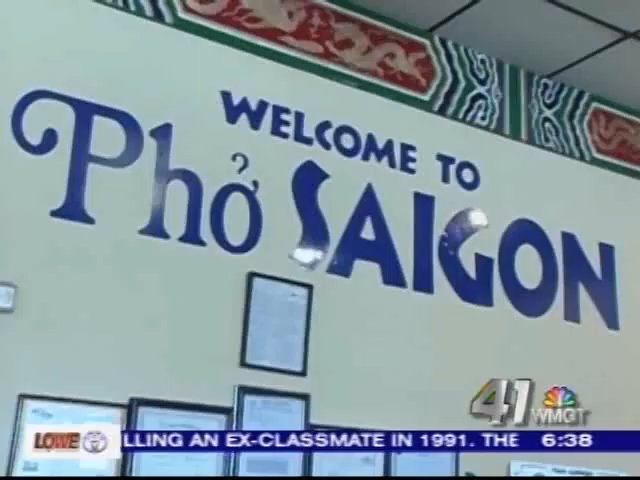 WELCOME TO
Phở SAIGON
41
WMGT
LOWE LLING AN EX-CLASSMATE IN 1991. THE 6:38